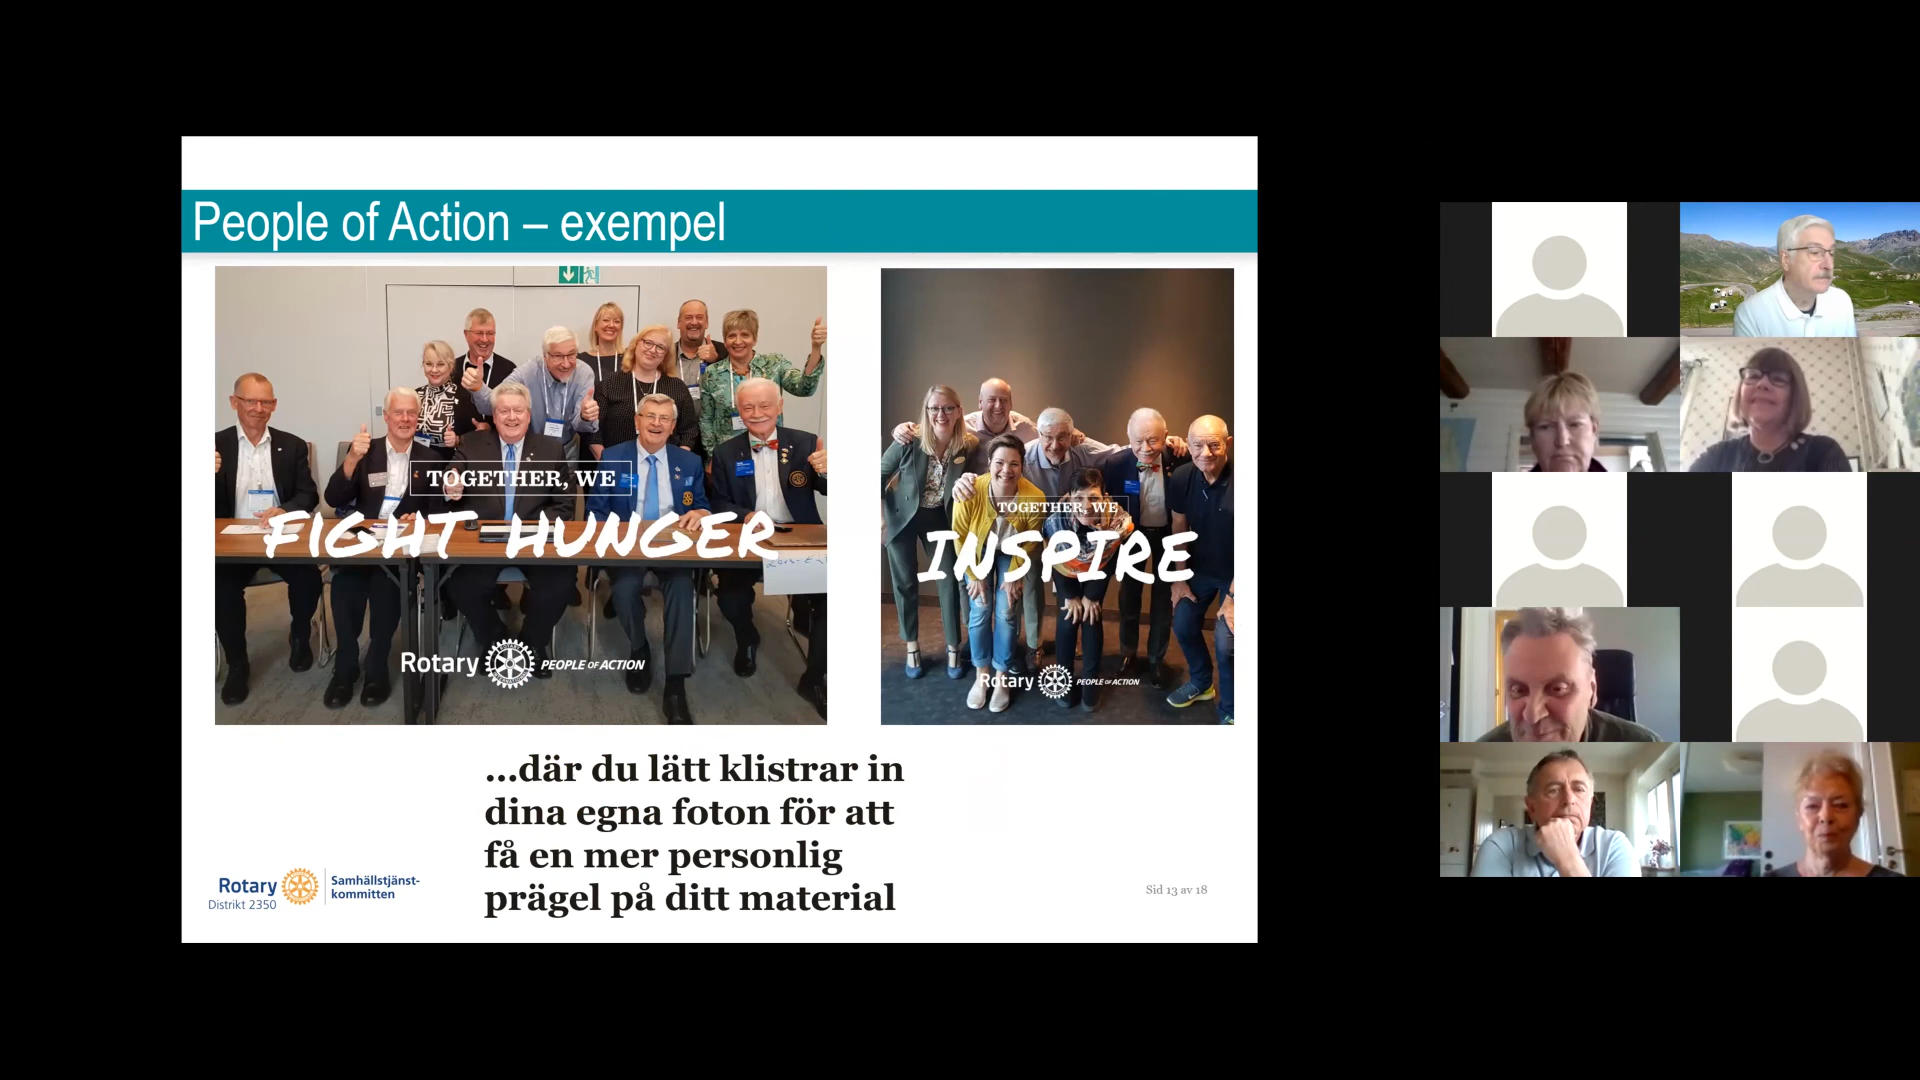 People of Action – exempel
TOGETHER, WE
FIGHT HUNGER
Rotary
PEOPLE OF ACTION
TOGETHER, WE
INSPIRE
Rotary
PEOPLE OF ACTION
...där du lätt klistrar in
dina egna foton för att
få en mer personlig
prägel på ditt material
Rotary
Distrikt 2350
Samhällstjänst-
kommitten
Sid 13 av 18